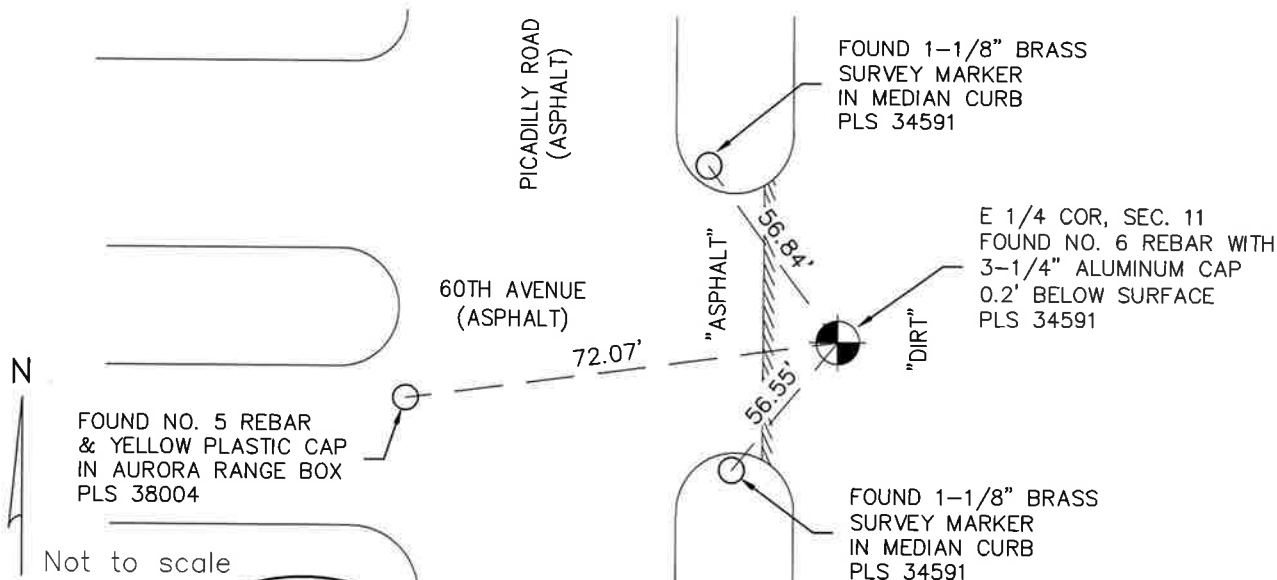 PICADILLY ROAD
(ASPHALT)
FOUND 1-1/8" BRASS
SURVEY MARKER
IN MEDIAN CURB
PLS 34591
56.84'
E 1/4 COR, SEC. 11
FOUND NO. 6 REBAR WITH
3-1/4" ALUMINUM CAP
0.2' BELOW SURFACE
PLS 34591
60TH AVENUE
(ASPHALT)
"ASPHALT"
"DIRT"
72.07'
56.55'
N
FOUND NO. 5 REBAR
& YELLOW PLASTIC CAP
IN AURORA RANGE BOX
PLS 38004
FOUND 1-1/8" BRASS
SURVEY MARKER
IN MEDIAN CURB
PLS 34591
Not to scale